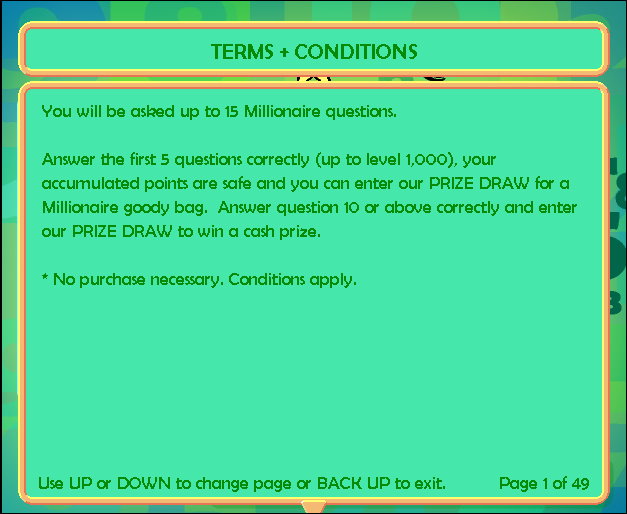 TERMS + CONDITIONS
You will be asked up to 15 Millionaire questions.
Answer the first 5 questions correctly (up to level 1,000), your
accumulated points are safe and you can enter our PRIZE DRAW for a
Millionaire goody bag.  Answer question 10 or above correctly and enter
our PRIZE DRAW to win a cash prize.
* No purchase necessary. Conditions apply.
Use UP or DOWN to change page or BACK UP to exit.
Page 1 of 49